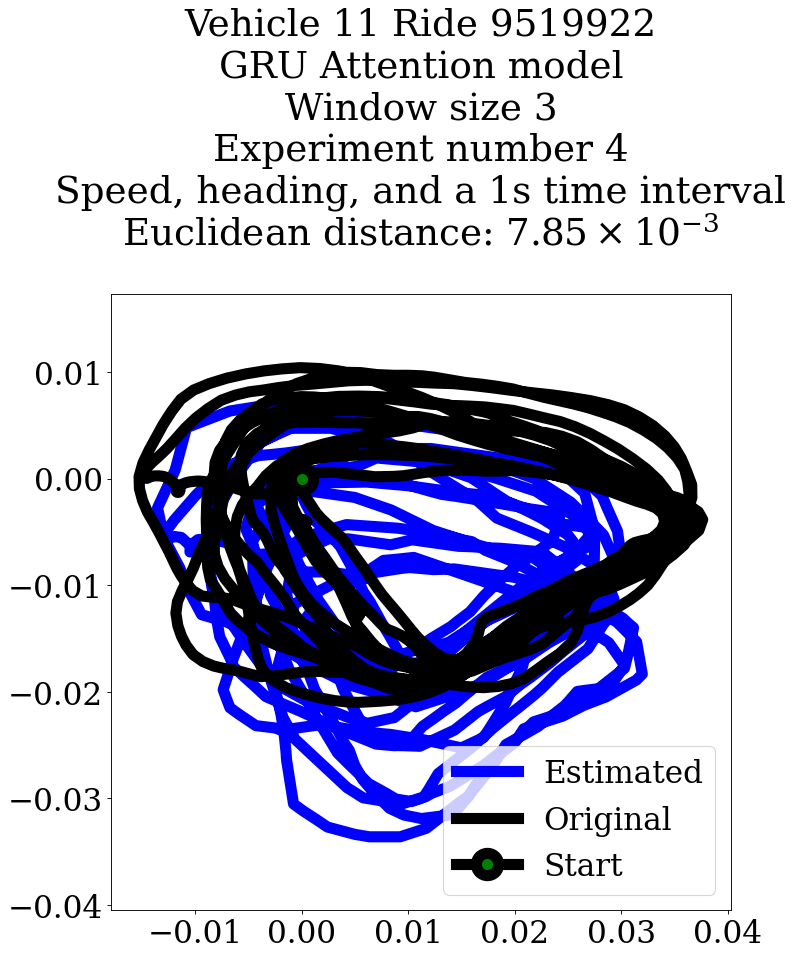 Vehicle 11 Ride 9519922
GRU Attention model
Window size 3
Experiment number 4
Speed, heading, and a 1s time interval
Euclidean distance: 7.85 × 10⁻³
0.01
0.00
−0.01
−0.02
−0.03
−0.04
Estimated
Original
Start
−0.01 0.00 0.01 0.02 0.03 0.04